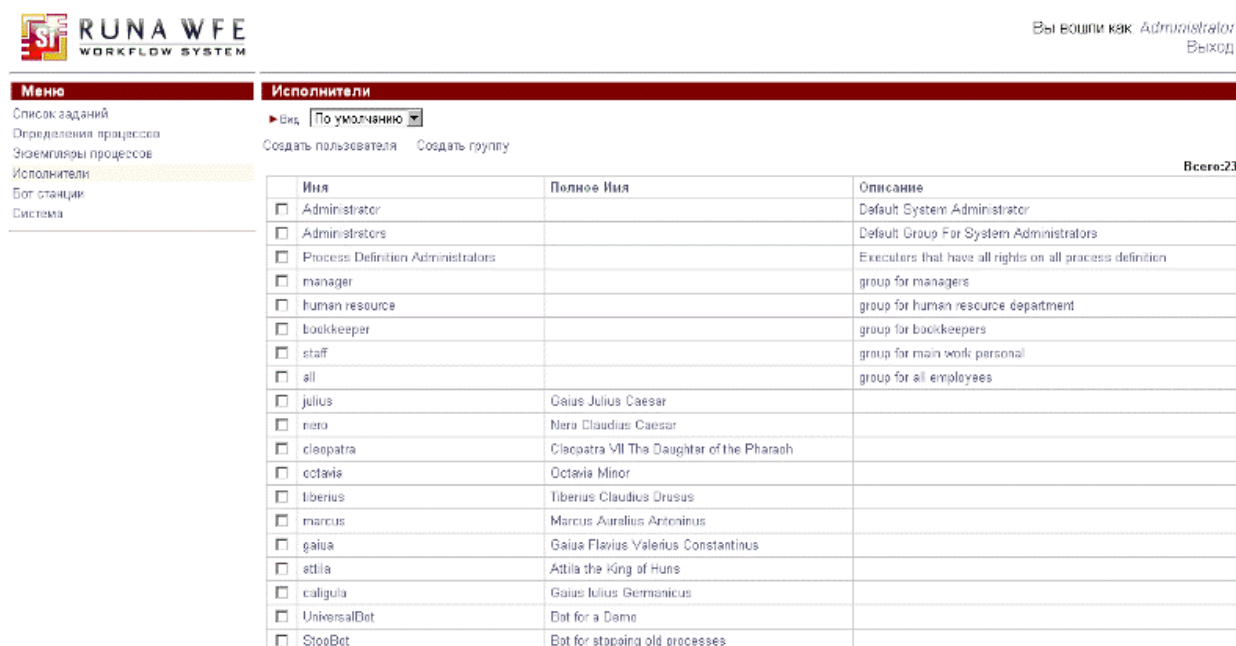 RUNA WFE
WORKFLOW SYSTEM
Вы вошли как: Administrator
Выход
Меню
Список заданий
Определения процессов
Экземпляры процессов
Исполнители
Бот станции
Система
Исполнители
Вид По умолчанию
Создать пользователя Создать группу
Всего:23
Имя Полное Имя Описание
Administrator Default System Administrator
Administrators Default Group For System Administrators
Process Definition Administrators Executors that have all rights on all process definition
manager group for managers
human resource group for human resource department
bookkeeper group for bookkeepers
staff group for main work personal
all group for all employees
julius Gaius Julius Caesar
nero Nero Claudius Caesar
cleopatra Cleopatra VII The Daughter of the Pharaoh
octavia Octavia Minor
tiberius Tiberius Claudius Drusus
marcus Marcus Aurelius Antoninus
gaiua Gaiua Flavius Valerius Constantinus
attila Attila the King of Huns
caligula Gaius Iulius Germanicus
UniversalBot Bot for a Demo
StopBot Bot for stopping old processes